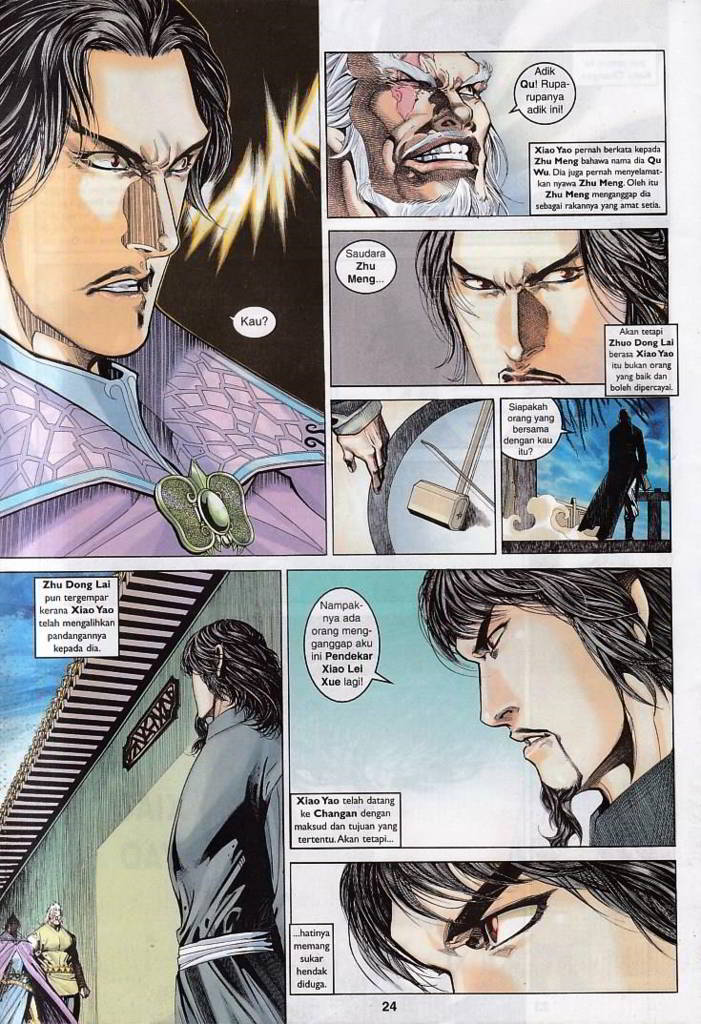 Kau?
Adik
Qu! Rupa-
rupanya
adik ini!
Xiao Yao pernah berkata kepada
Zhu Meng bahawa nama dia Qu
Wu. Dia juga pernah menyelamat-
kan nyawa Zhu Meng. Oleh itu
Zhu Meng menganggap dia
sebagai rakannya yang amat setia.
Saudara
Zhu
Meng...
Akan tetapi
Zhuo Dong Lai
berasa Xiao Yao
itu bukan orang
yang baik dan
boleh dipercayai.
Siapakah
orang yang
bersama
dengan kau
itu?
Zhu Dong Lai
pun tergempar
kerana Xiao Yao
telah mengalihkan
pandangannya
kepada dia.
Nampak-
nya ada
orang meng-
ganggap aku
ini Pendekar
Xiao Lei
Xue lagi!
Xiao Yao telah datang
ke Changan dengan
maksud dan tujuan yang
tertentu. Akan tetapi...
...hatinya
memang
sukar
hendak
diduga.
24